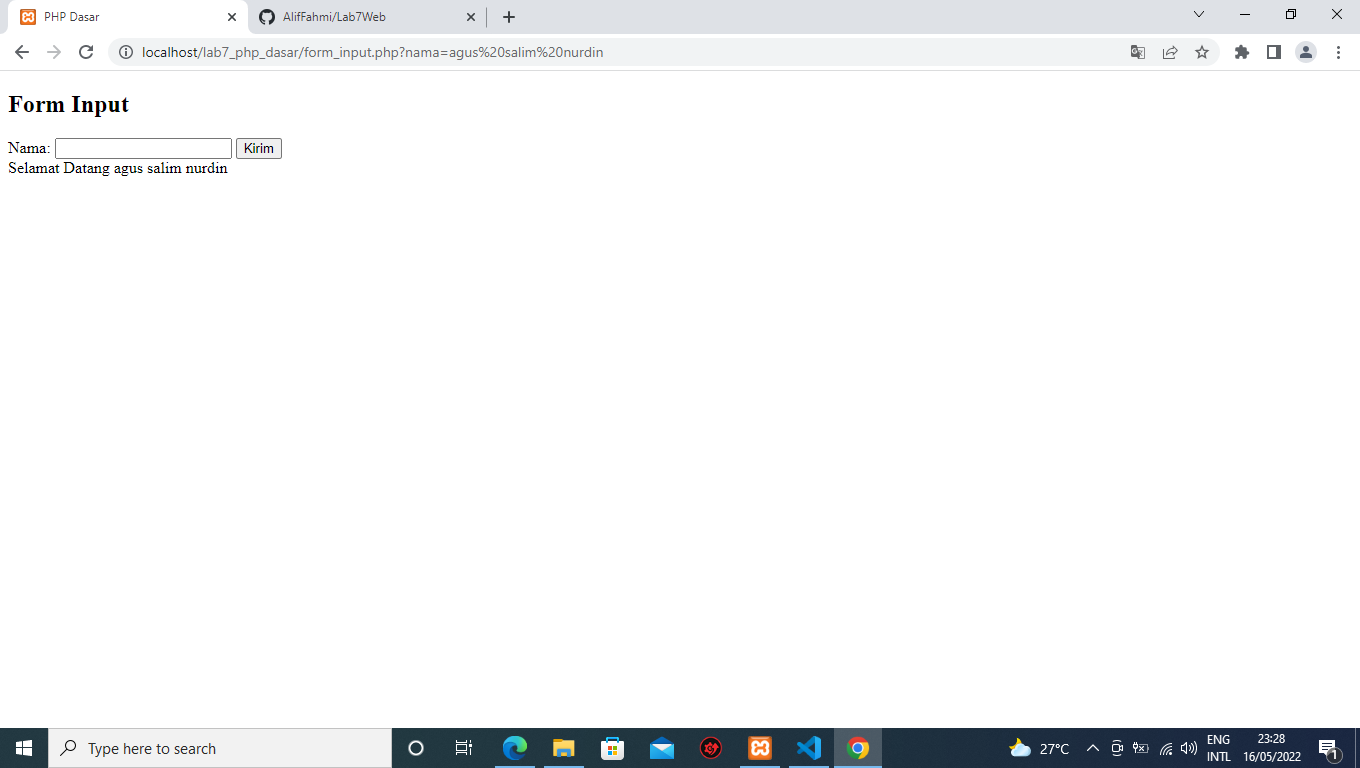 PHP Dasar
AlifFahmi/Lab7Web
localhost/lab7_php_dasar/form_input.php?nama=agus%20salim%20nurdin
Form Input
Nama:
Kirim
Selamat Datang agus salim nurdin
Type here to search
27°C
ENG
INTL
23:28
16/05/2022
1